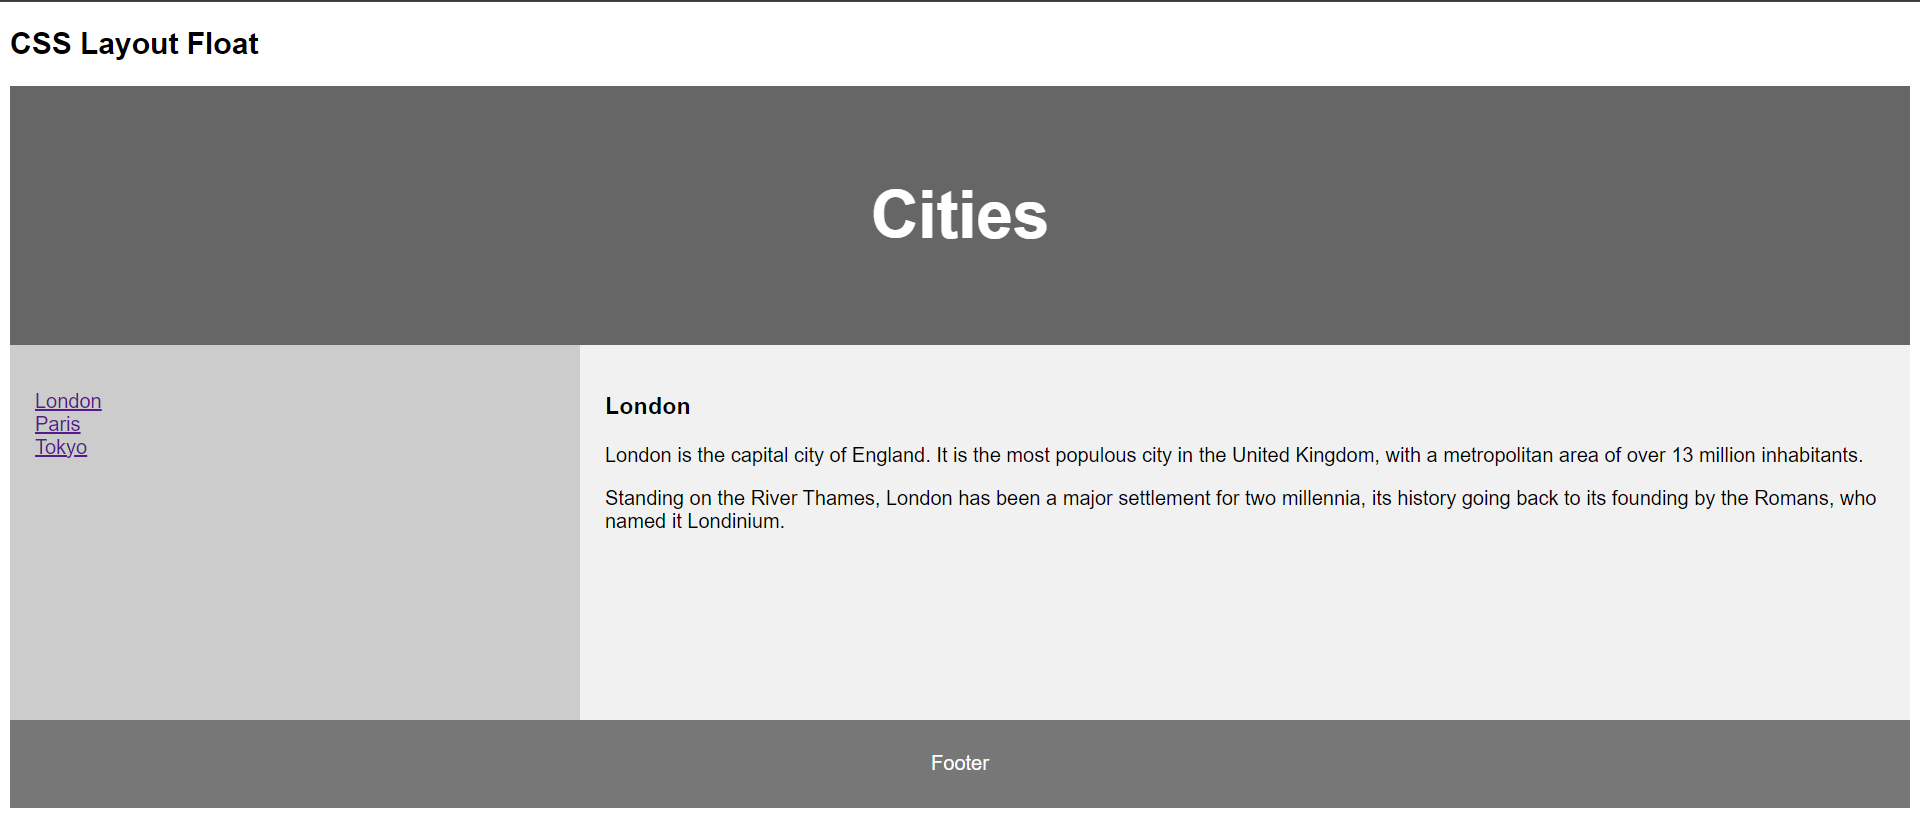 CSS Layout Float
Cities
London
Paris
Tokyo
London
London is the capital city of England. It is the most populous city in the United Kingdom, with a metropolitan area of over 13 million inhabitants.
Standing on the River Thames, London has been a major settlement for two millennia, its history going back to its founding by the Romans, who
named it Londinium.
Footer